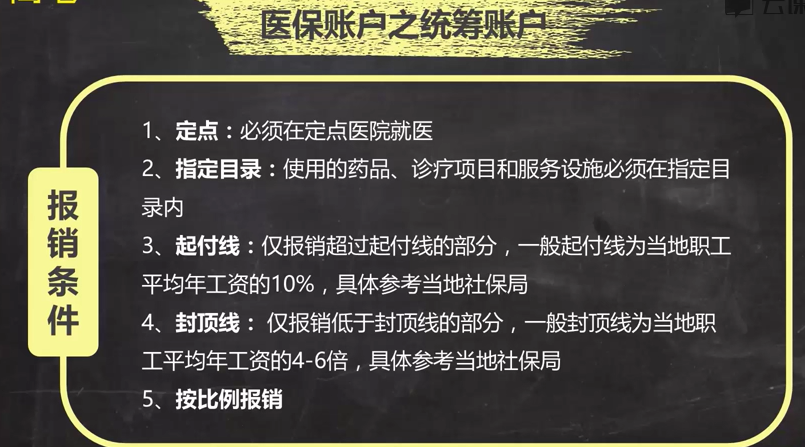 医保账户之统筹账户
1、定点：必须在定点医院就医
2、指定目录：使用的药品、诊疗项目和服务设施必须在指定目
录内
报销条件
3、起付线：仅报销超过起付线的部分，一般起付线为当地职工
平均年工资的10%，具体参考当地社保局
4、封顶线： 仅报销低于封顶线的部分，一般封顶线为当地职
工平均年工资的4-6倍，具体参考当地社保局
5、按比例报销